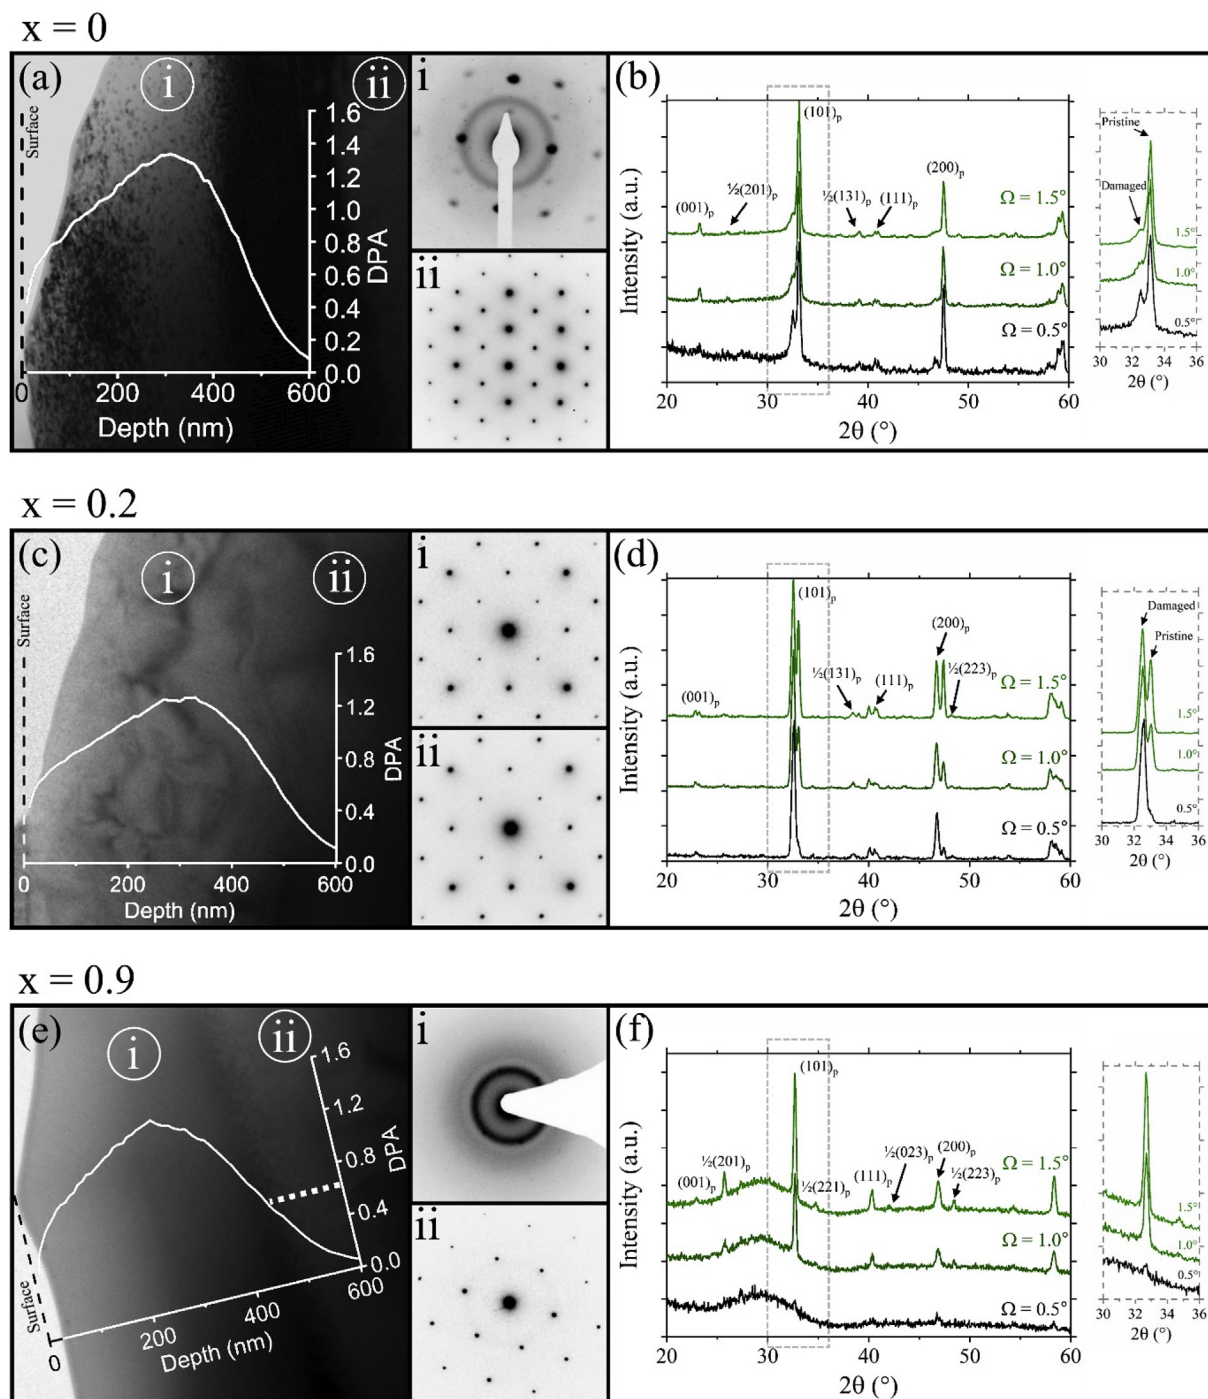 x = 0
(a)
i
ii
Surface
1.6
1.4
1.2
1.0
0.8
0.6
0.4
0.2
0.0
DPA
0
200
400
600
Depth (nm)
i
ii
(b)
Intensity (a.u.)
(001)ₚ
½(201)ₚ
(101)ₚ
½(131)ₚ
(111)ₚ
(200)ₚ
Ω = 1.5°
Ω = 1.0°
Ω = 0.5°
20
30
40
50
60
2θ (°)
Pristine
Damaged
1.5°
1.0°
0.5°
30
32
34
36
2θ (°)
x = 0.2
(c)
i
ii
Surface
1.6
1.2
0.8
0.4
0.0
DPA
0
200
400
600
Depth (nm)
i
ii
(d)
Intensity (a.u.)
(001)ₚ
(101)ₚ
½(131)ₚ
(111)ₚ
(200)ₚ
½(223)ₚ
Ω = 1.5°
Ω = 1.0°
Ω = 0.5°
20
30
40
50
60
2θ (°)
Damaged
Pristine
1.5°
1.0°
0.5°
30 31 32 33 34 35 36
2θ (°)
x = 0.9
(e)
i
ii
Surface
1.6
1.2
0.8
0.4
0.0
DPA
0
200
400
600
Depth (nm)
i
ii
(f)
Intensity (a.u.)
(001)ₚ
½(201)ₚ
(101)ₚ
½(221)ₚ
(111)ₚ
½(023)ₚ
(200)ₚ
½(223)ₚ
Ω = 1.5°
Ω = 1.0°
Ω = 0.5°
20
30
40
50
60
2θ (°)
1.5°
1.0°
0.5°
30
32
34
36
2θ (°)